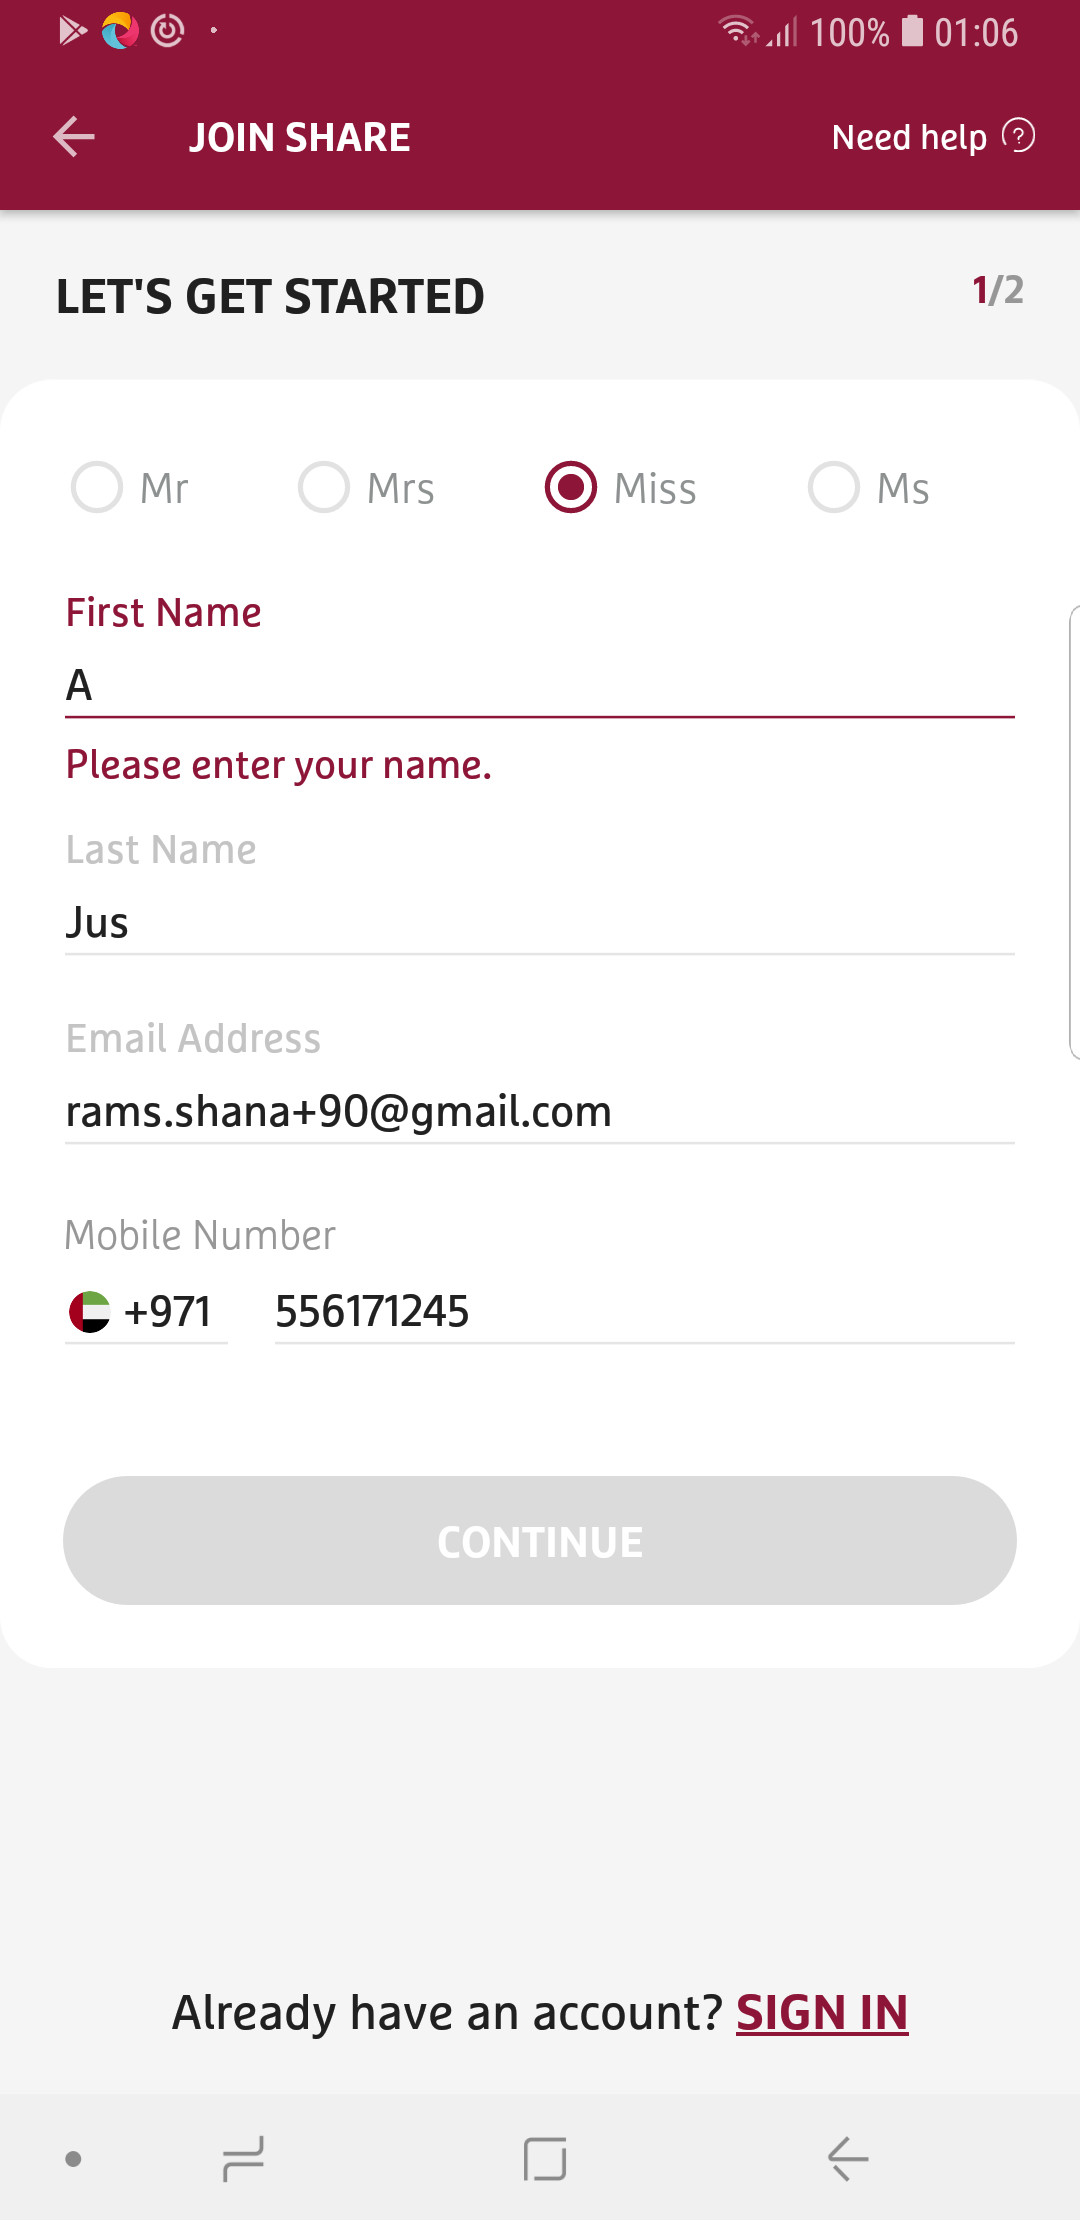 100% 01:06
JOIN SHARE Need help ?
LET'S GET STARTED 1/2
Mr Mrs Miss Ms
First Name
A
Please enter your name.
Last Name
Jus
Email Address
rams.shana+90@gmail.com
Mobile Number
+971 556171245
CONTINUE
Already have an account? SIGN IN